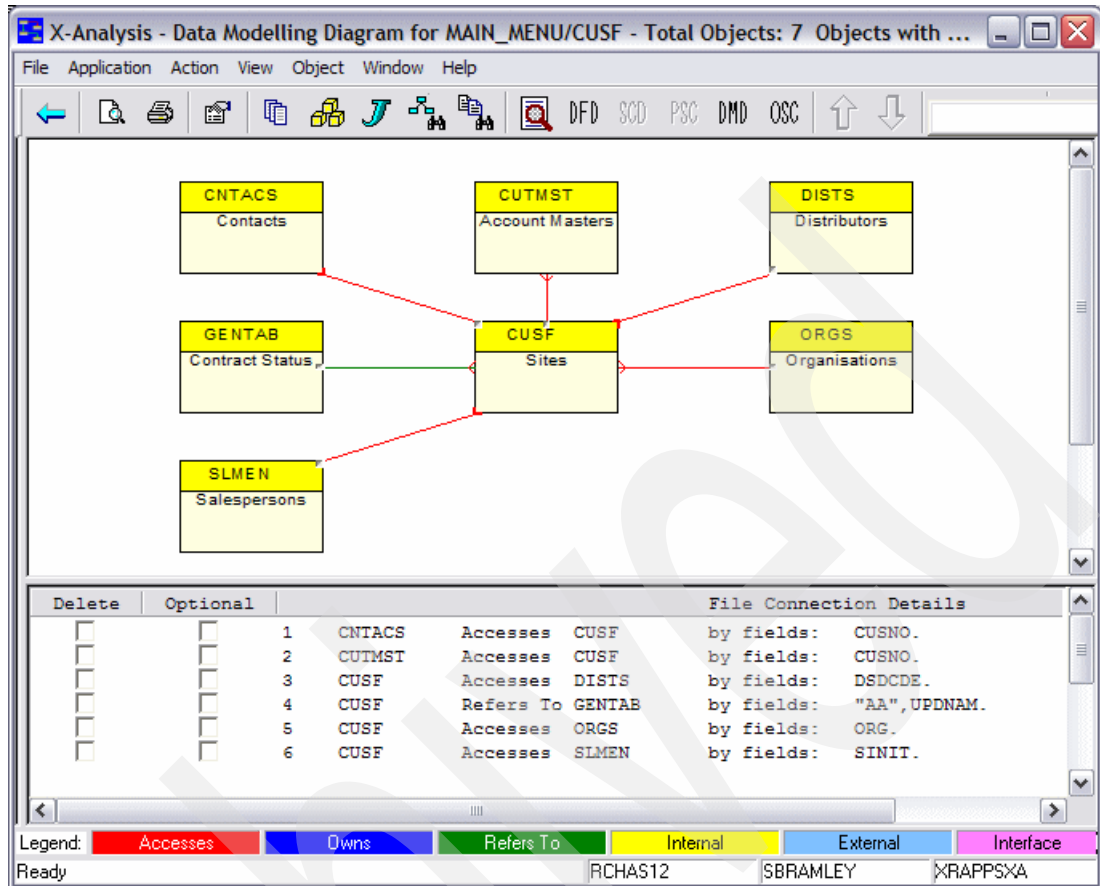 X-Analysis - Data Modelling Diagram for MAIN_MENU/CUSF - Total Objects: 7 Objects with ...
File Application Action View Object Window Help
DFD SCD PSC DMD OSC
CNTACS
Contacts
CUTMST
Account Masters
DISTS
Distributors
GENTAB
Contract Status
CUSF
Sites
ORGS
Organisations
SLMEN
Salespersons
Delete Optional File Connection Details
1 CNTACS Accesses CUSF by fields: CUSNO.
2 CUTMST Accesses CUSF by fields: CUSNO.
3 CUSF Accesses DISTS by fields: DSDCDE.
4 CUSF Refers To GENTAB by fields: "AA",UPDNAM.
5 CUSF Accesses ORGS by fields: ORG.
6 CUSF Accesses SLMEN by fields: SINIT.
Legend: Accesses Owns Refers To Internal External Interface
Ready RCHAS12 SBRAMLEY XRAPPSXA